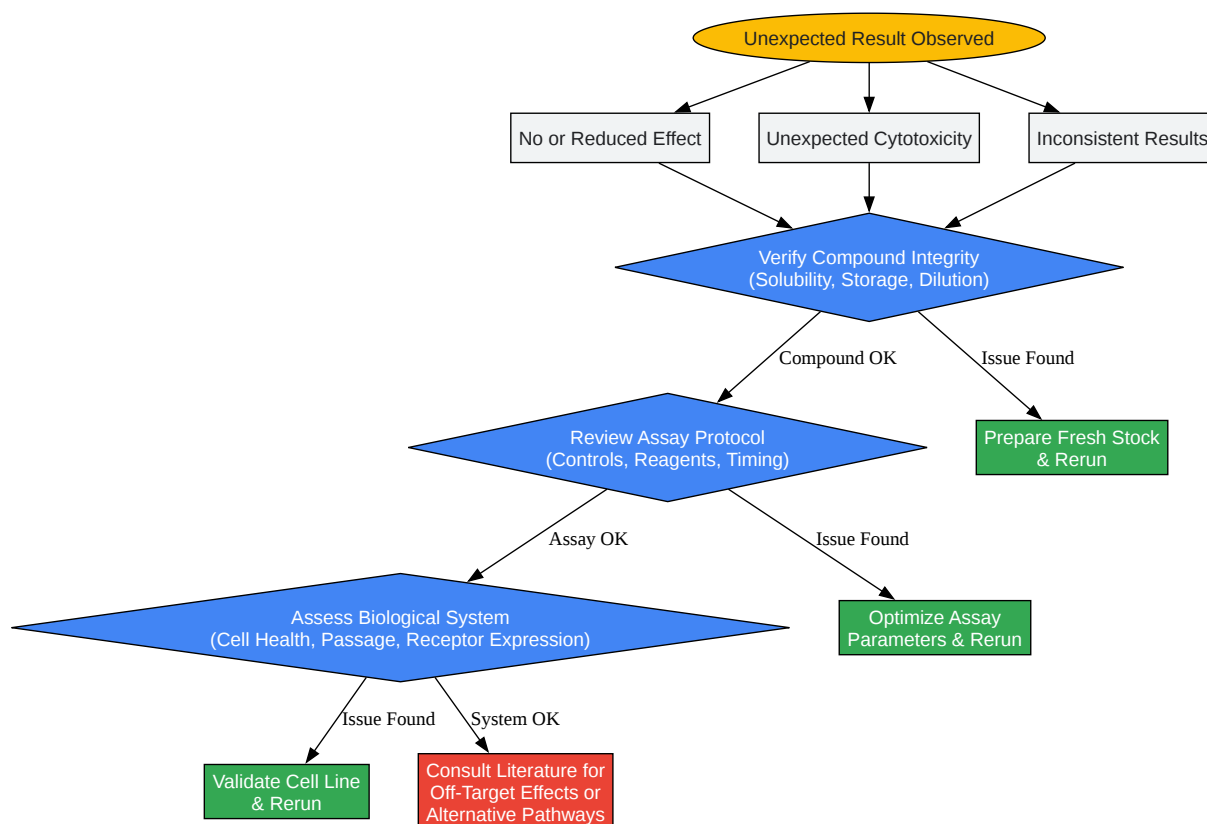 Unexpected Result Observed
No or Reduced Effect
Unexpected Cytotoxicity
Inconsistent Results
Verify Compound Integrity
(Solubility, Storage, Dilution)
Compound OK
Issue Found
Review Assay Protocol
(Controls, Reagents, Timing)
Prepare Fresh Stock
& Rerun
Assay OK
Issue Found
Assess Biological System
(Cell Health, Passage, Receptor Expression)
Optimize Assay
Parameters & Rerun
Issue Found
System OK
Validate Cell Line
& Rerun
Consult Literature for
Off-Target Effects or
Alternative Pathways